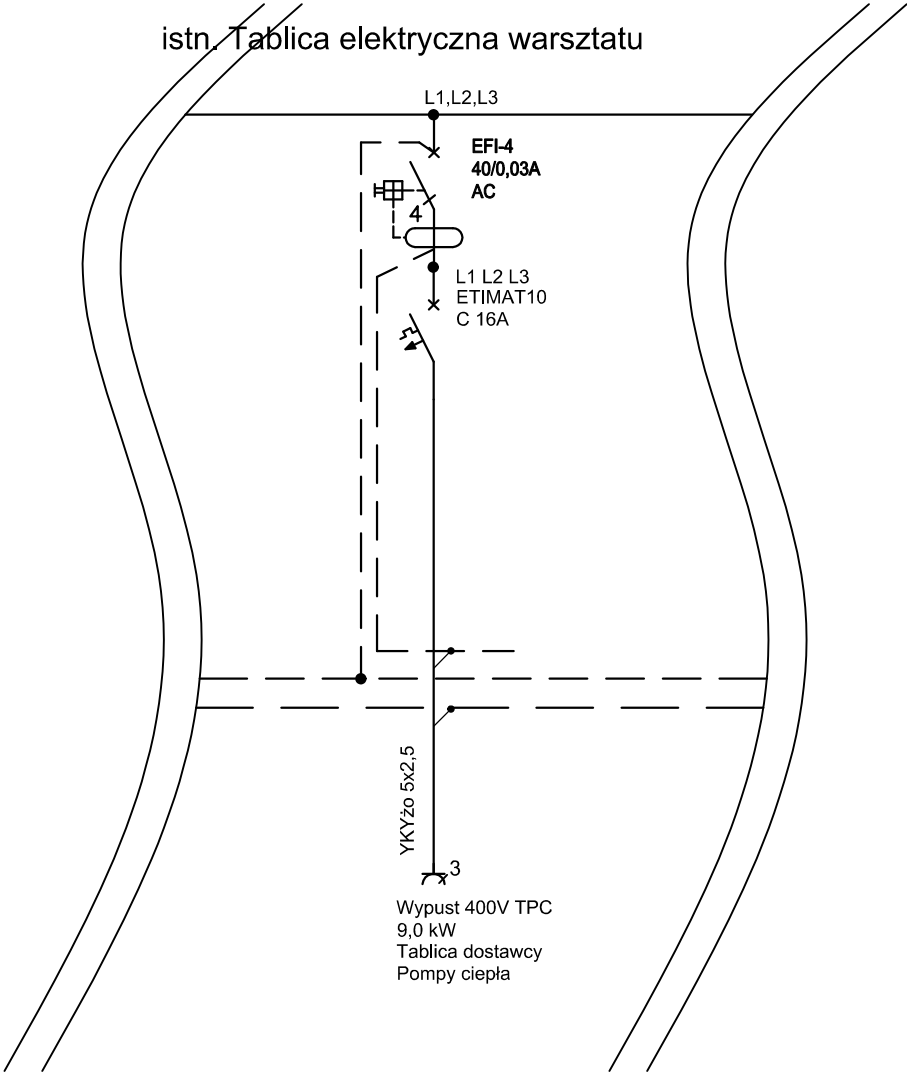 istn. Tablica elektryczna warsztatu
L1,L2,L3
EFI-4
40/0,03A
AC
4
L1 L2 L3
ETIMAT10
C 16A
YKYżo 5x2,5
3
Wypust 400V TPC
9,0 kW
Tablica dostawcy
Pompy ciepła